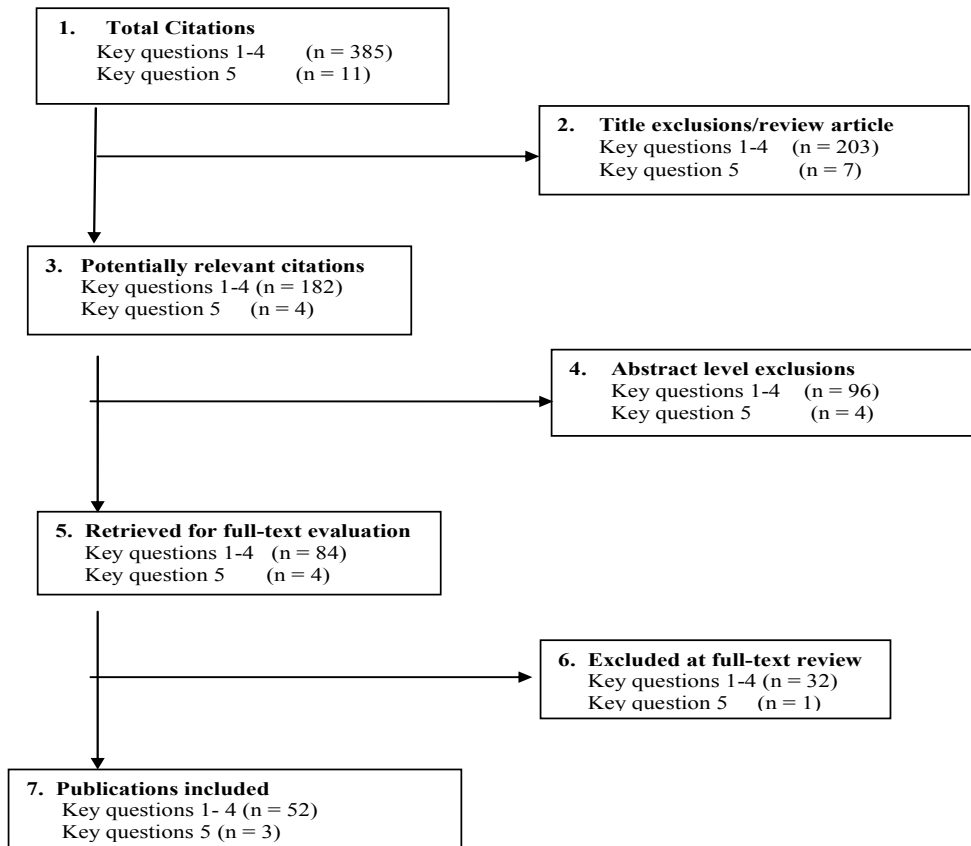 1. Total Citations
Key questions 1-4 (n = 385)
Key question 5 (n = 11)
2. Title exclusions/review article
Key questions 1-4 (n = 203)
Key question 5 (n = 7)
3. Potentially relevant citations
Key questions 1-4 (n = 182)
Key question 5 (n = 4)
4. Abstract level exclusions
Key questions 1-4 (n = 96)
Key question 5 (n = 4)
5. Retrieved for full-text evaluation
Key questions 1-4 (n = 84)
Key question 5 (n = 4)
6. Excluded at full-text review
Key questions 1-4 (n = 32)
Key question 5 (n = 1)
7. Publications included
Key questions 1- 4 (n = 52)
Key questions 5 (n = 3)